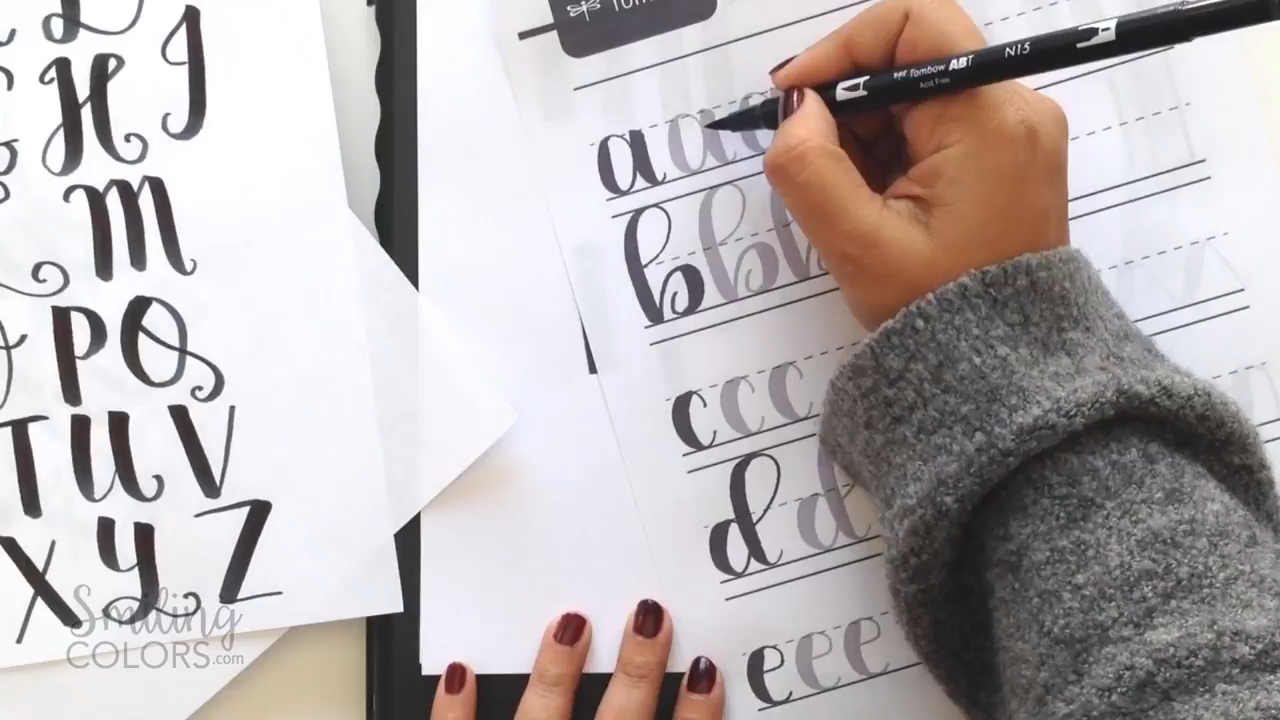 H I
M
P Q
T U V
X Y Z
Smiling
COLORS.com
Tombow ABT
Acid Free
N15
a a a
b b b
c c c
d d
e e e